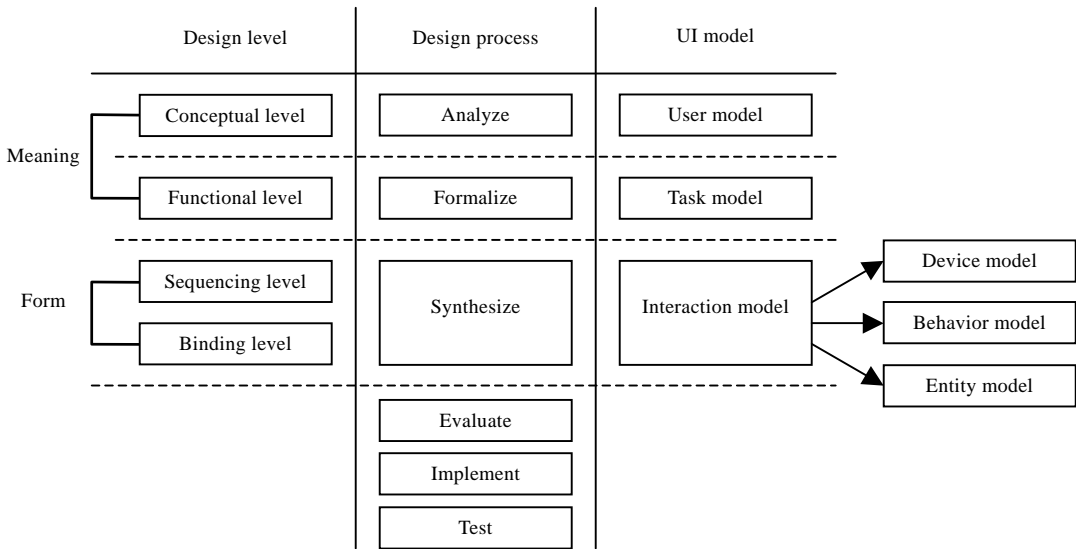 Design level
Design process
UI model
Conceptual level
Analyze
User model
Meaning
Functional level
Formalize
Task model
Sequencing level
Form
Binding level
Synthesize
Interaction model
Device model
Behavior model
Entity model
Evaluate
Implement
Test